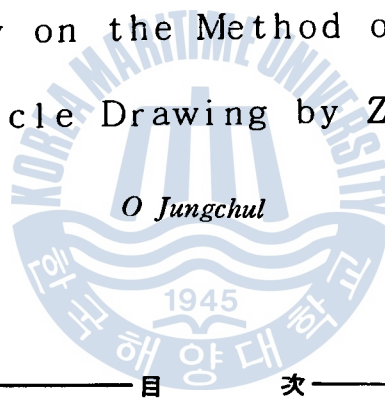 y on the Method o
cle Drawing by Z
O Jungchul
KOREA MARITIME UNIVERSITY
1945
한국해양대학교
目 次